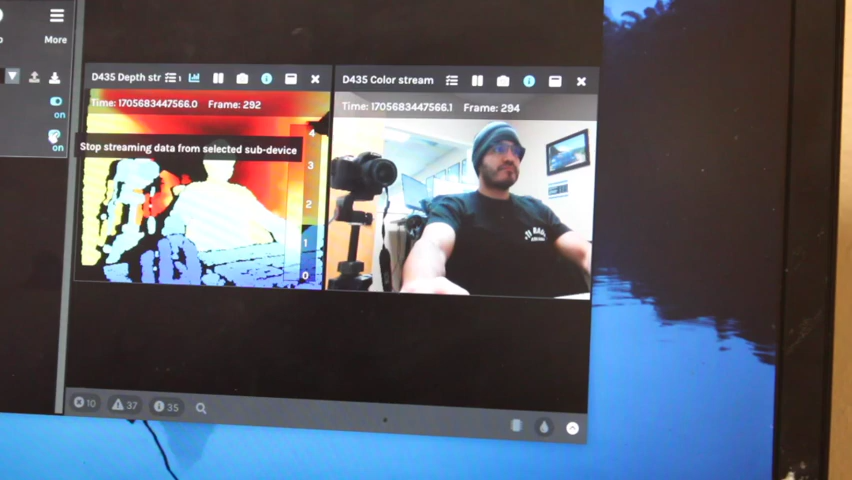 More
D435 Depth str
D435 Color stream
Time: 1705683447566.0 Frame: 292
Time: 1705683447566.1 Frame: 294
on
on
Stop streaming data from selected sub-device
4
3
2
1
0
10
37
35